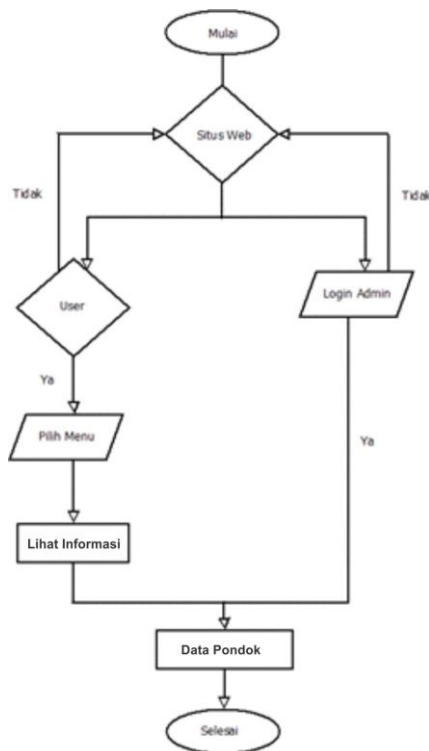 Mulai
Situs Web
Tidak
Tidak
User
Login Admin
Ya
Pilih Menu
Ya
Lihat Informasi
Data Pondok
Selesai